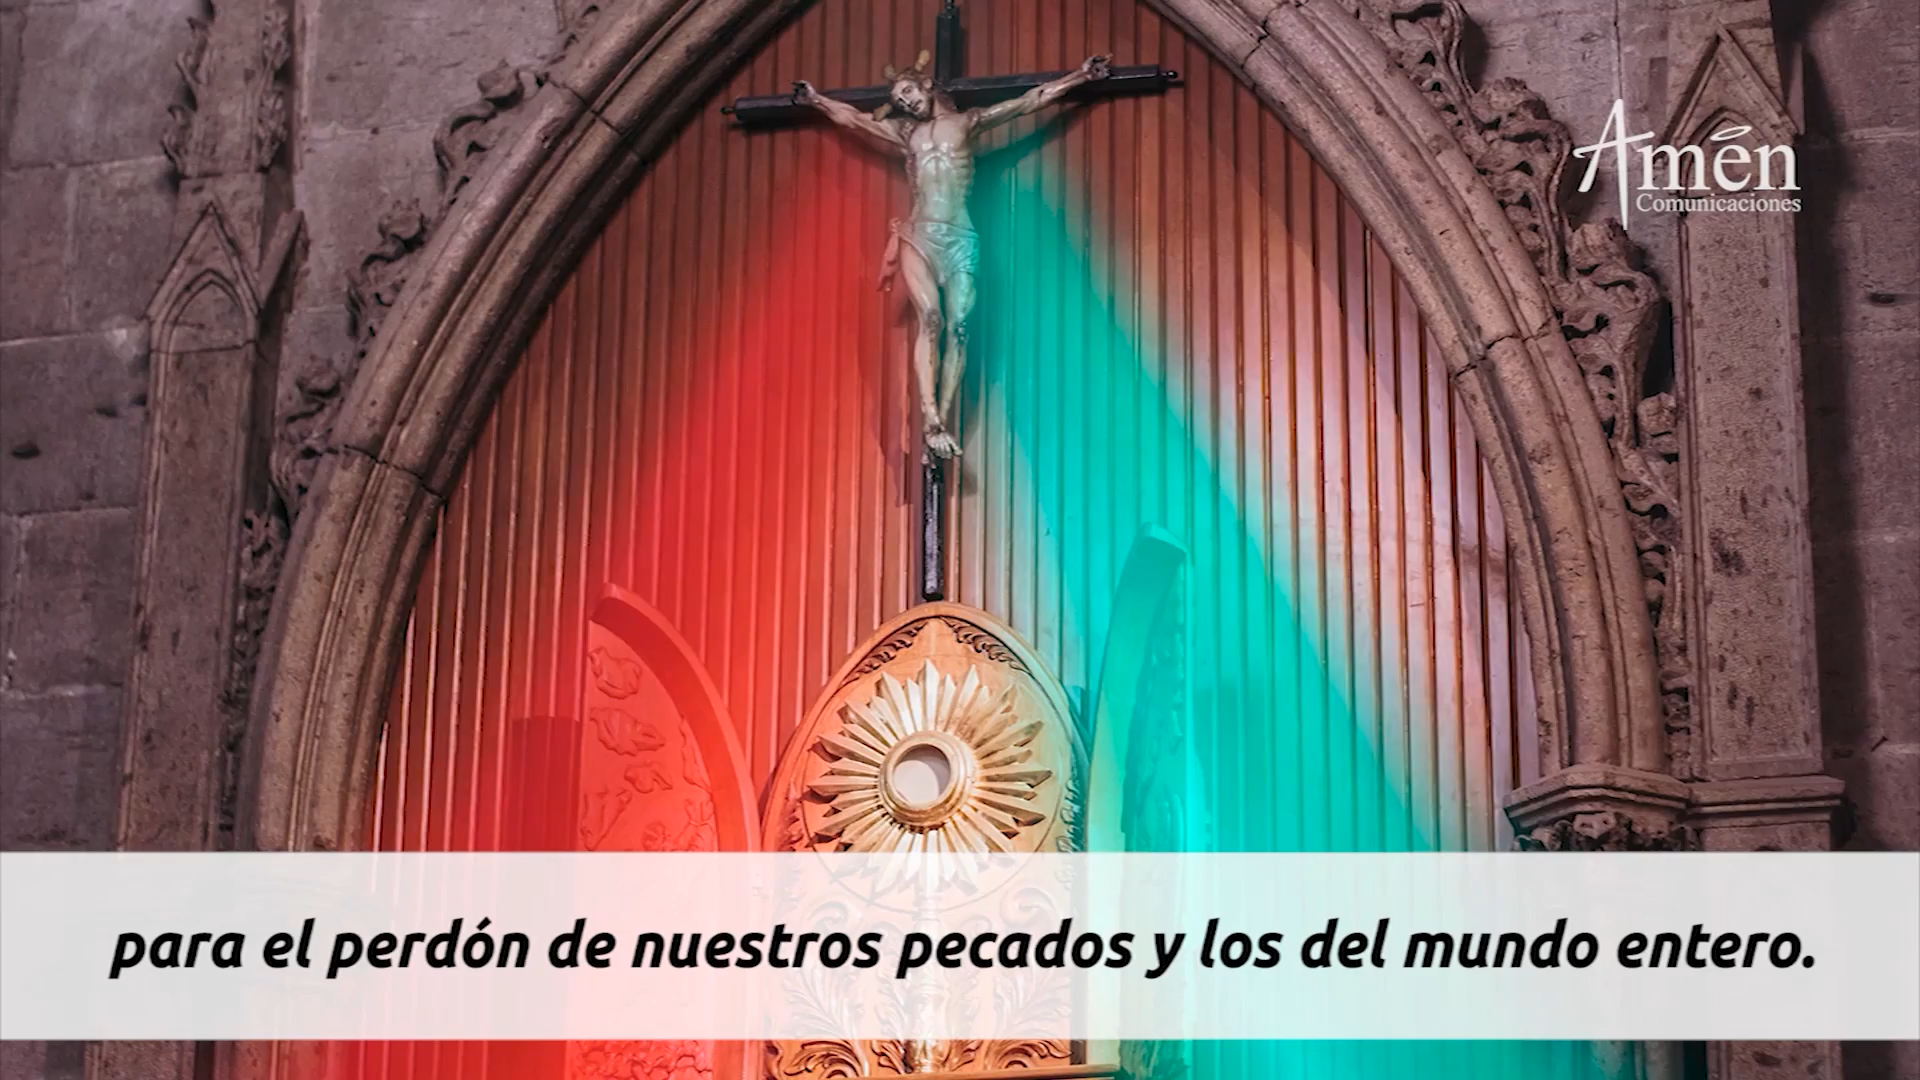 Amén
Comunicaciones
para el perdón de nuestros pecados y los del mundo entero.